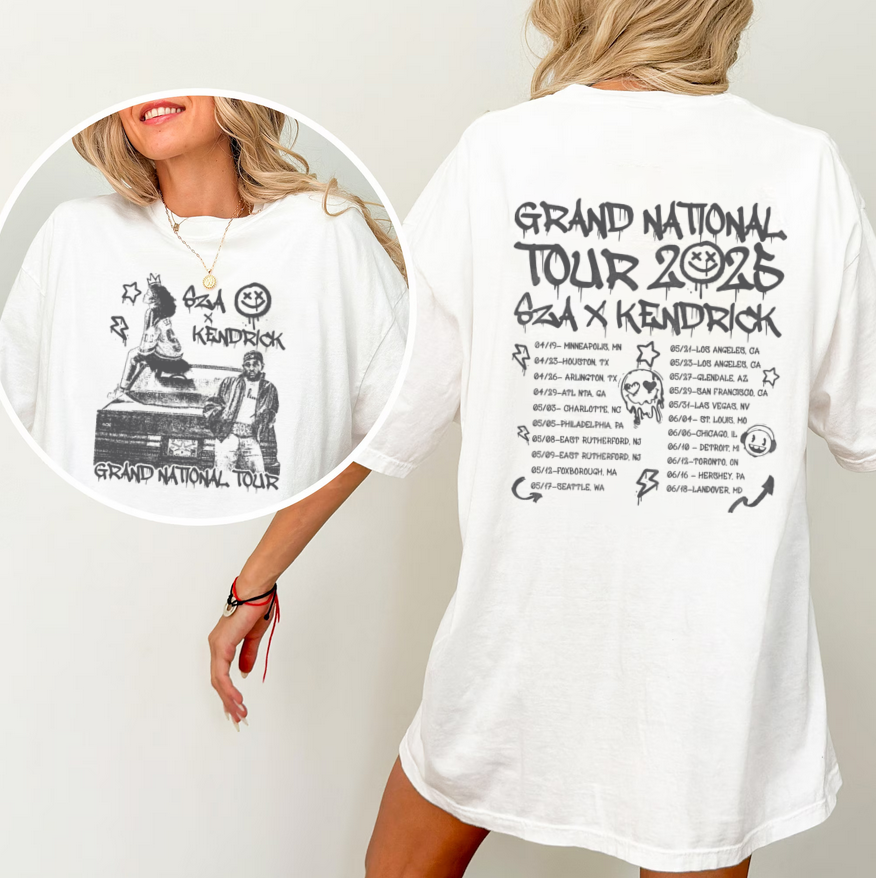 SZA
X
KENDRICK
GRAND NATIONAL TOUR
GRAND NATIONAL
TOUR 2025
SZA X KENDRICK
04/19- MINNEAPOLIS, MN
04/23-HOUSTON, TX
04/26- ARLINGTON, TX
04/29-ATL NTA, GA
05/03- CHARLOTTE, NC
05/05-PHILADELPHIA, PA
05/08-EAST RUTHERFORD, NJ
05/09-EAST RUTHERFORD, NJ
05/12-FOXBOROUGH, MA
05/17-SEATTLE, WA
05/21-LOS ANGELES, CA
05/23-LOS ANGELES, CA
05/27-GLENDALE, AZ
05/29-SAN FRANCISCO, CA
05/31-LAS VEGAS, NV
06/04- ST. LOUIS, MO
06/06-CHICAGO, IL
06/10 - DETROIT, MI
06/12-TORONTO, ON
06/16 - HERSHEY, PA
06/18-LANDOVER, MD